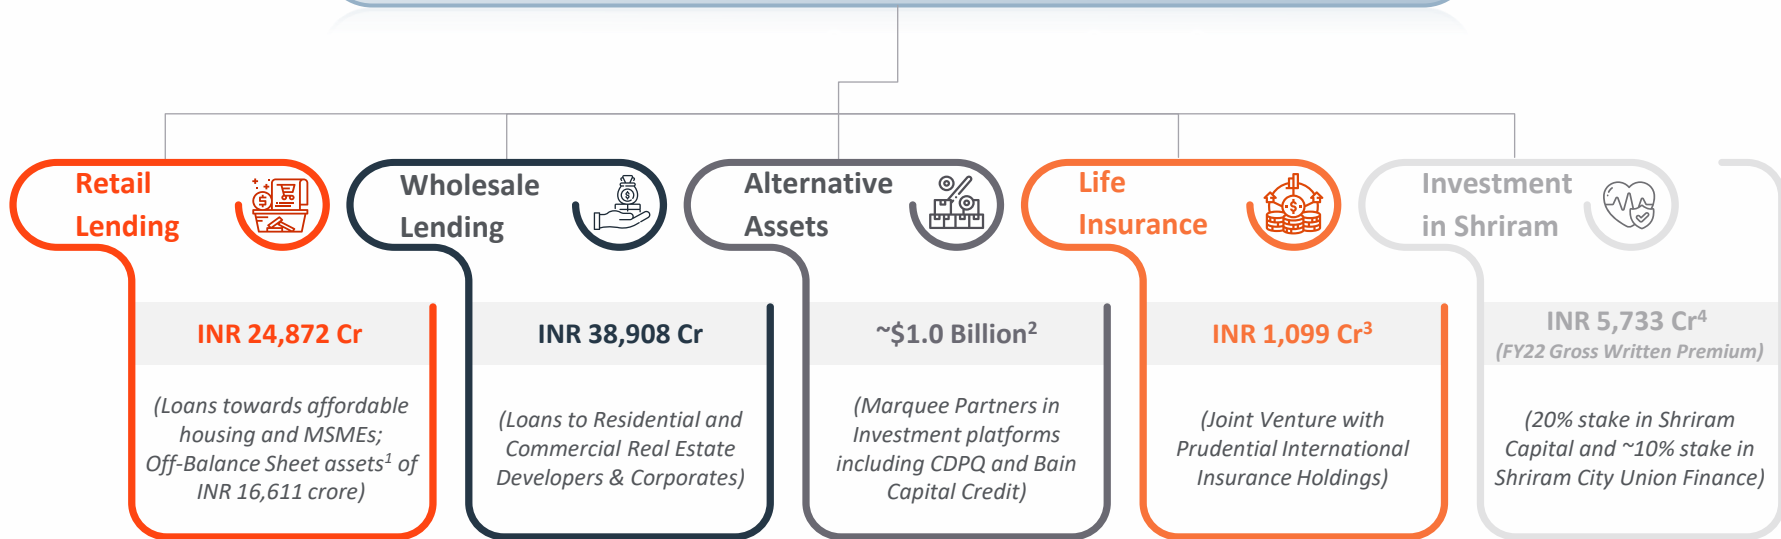 Retail
Lending
Wholesale
Lending
Alternative
Assets
Life
Insurance
Investment
in Shriram
INR 24,872 Cr
INR 38,908 Cr
~$1.0 Billion²
INR 1,099 Cr³
INR 5,733 Cr⁴
(FY22 Gross Written Premium)
(Loans towards affordable
housing and MSMEs;
Off-Balance Sheet assets¹ of
INR 16,611 crore)
(Loans to Residential and
Commercial Real Estate
Developers & Corporates)
(Marquee Partners in
Investment platforms
including CDPQ and Bain
Capital Credit)
(Joint Venture with
Prudential International
Insurance Holdings)
(20% stake in Shriram
Capital and ~10% stake in
Shriram City Union Finance)